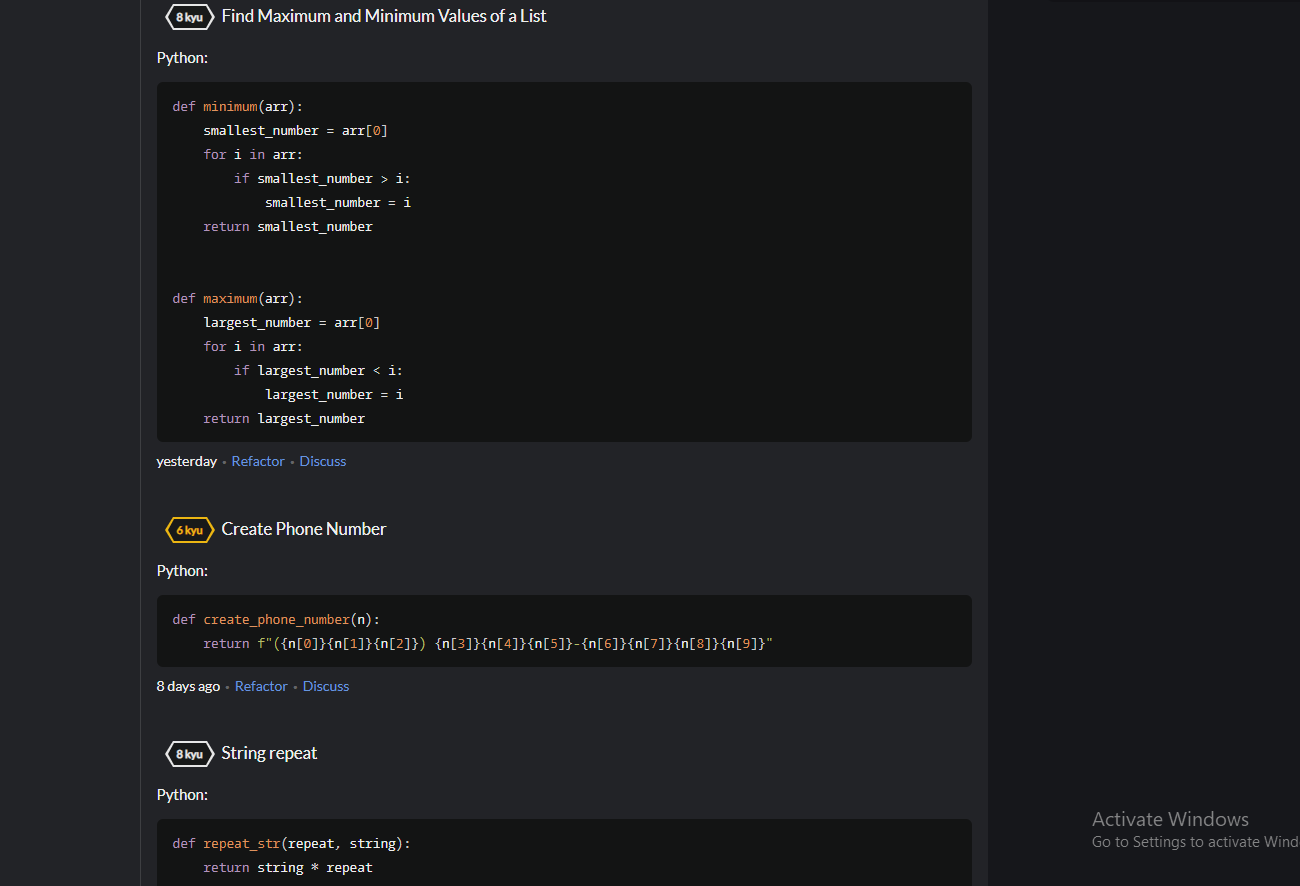 8 kyu Find Maximum and Minimum Values of a List
Python:
def minimum(arr):
    smallest_number = arr[0]
    for i in arr:
        if smallest_number > i:
            smallest_number = i
    return smallest_number
def maximum(arr):
    largest_number = arr[0]
    for i in arr:
        if largest_number < i:
            largest_number = i
    return largest_number
yesterday • Refactor • Discuss
6 kyu Create Phone Number
Python:
def create_phone_number(n):
    return f"({n[0]}{n[1]}{n[2]}) {n[3]}{n[4]}{n[5]}-{n[6]}{n[7]}{n[8]}{n[9]}"
8 days ago • Refactor • Discuss
8 kyu String repeat
Python:
def repeat_str(repeat, string):
    return string * repeat
Activate Windows
Go to Settings to activate Wind